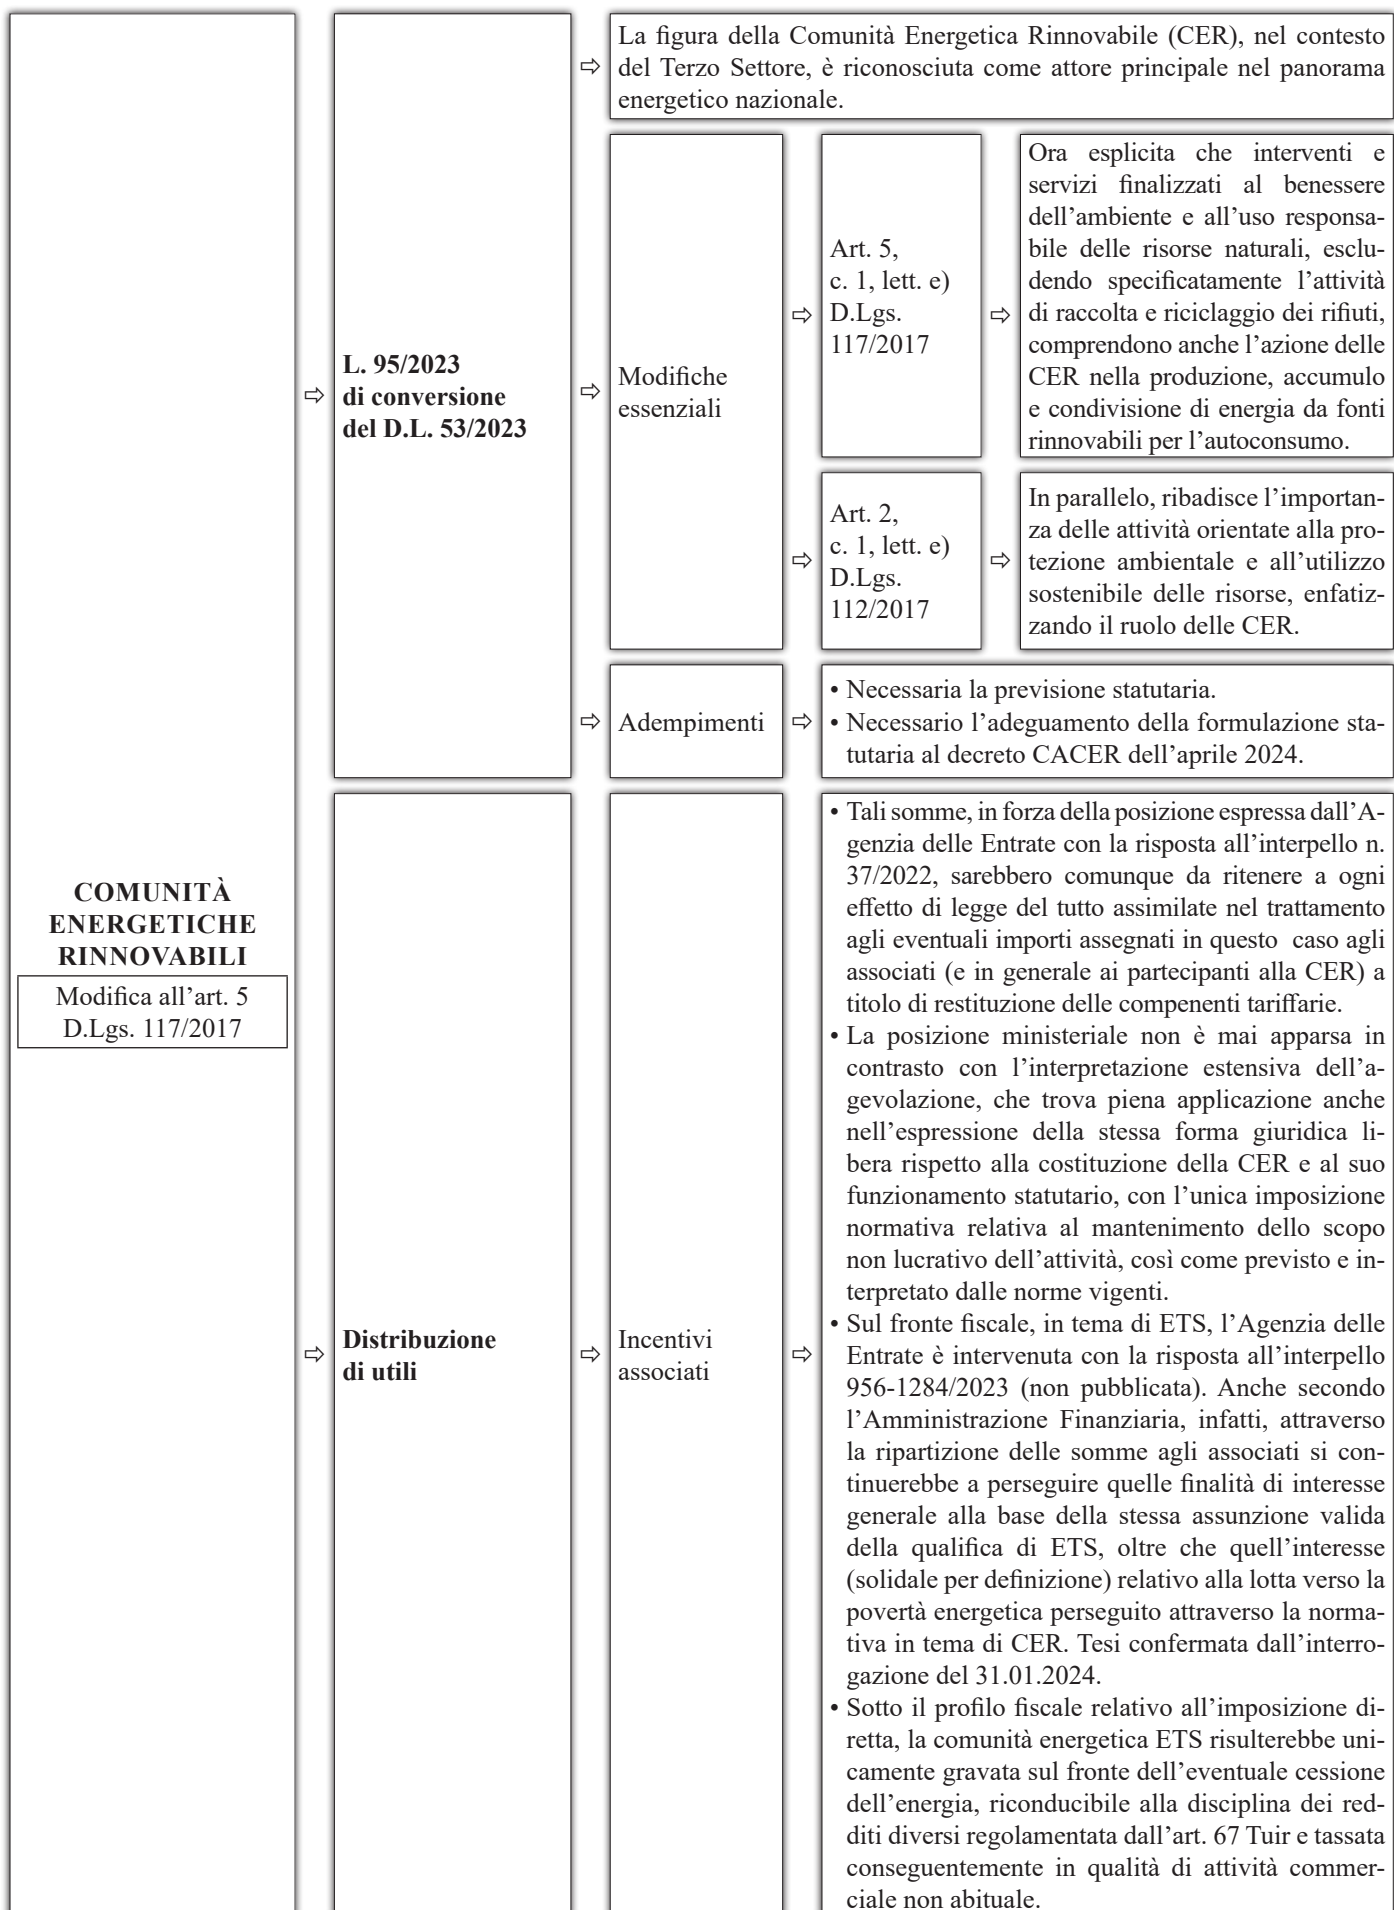 COMUNITÀ
ENERGETICHE
RINNOVABILI
Modifica all’art. 5
D.Lgs. 117/2017
⇨
L. 95/2023
di conversione
del D.L. 53/2023
⇨
La figura della Comunità Energetica Rinnovabile (CER), nel contesto
del Terzo Settore, è riconosciuta come attore principale nel panorama
energetico nazionale.
⇨
Modifiche
essenziali
⇨
Art. 5,
c. 1, lett. e)
D.Lgs.
117/2017
⇨
Ora esplicita che interventi e
servizi finalizzati al benessere
dell’ambiente e all’uso responsa-
bile delle risorse naturali, esclu-
dendo specificatamente l’attività
di raccolta e riciclaggio dei rifiuti,
comprendono anche l’azione delle
CER nella produzione, accumulo
e condivisione di energia da fonti
rinnovabili per l’autoconsumo.
⇨
Art. 2,
c. 1, lett. e)
D.Lgs.
112/2017
⇨
In parallelo, ribadisce l’importan-
za delle attività orientate alla pro-
tezione ambientale e all’utilizzo
sostenibile delle risorse, enfatiz-
zando il ruolo delle CER.
⇨
Adempimenti
⇨
• Necessaria la previsione statutaria.
• Necessario l’adeguamento della formulazione sta-
tutaria al decreto CACER dell’aprile 2024.
⇨
Distribuzione
di utili
⇨
Incentivi
associati
⇨
• Tali somme, in forza della posizione espressa dall’A-
genzia delle Entrate con la risposta all’interpello n.
37/2022, sarebbero comunque da ritenere a ogni
effetto di legge del tutto assimilate nel trattamento
agli eventuali importi assegnati in questo caso agli
associati (e in generale ai partecipanti alla CER) a
titolo di restituzione delle compenenti tariffarie.
• La posizione ministeriale non è mai apparsa in
contrasto con l’interpretazione estensiva dell’a-
gevolazione, che trova piena applicazione anche
nell’espressione della stessa forma giuridica li-
bera rispetto alla costituzione della CER e al suo
funzionamento statutario, con l’unica imposizione
normativa relativa al mantenimento dello scopo
non lucrativo dell’attività, così come previsto e in-
terpretato dalle norme vigenti.
• Sul fronte fiscale, in tema di ETS, l’Agenzia delle
Entrate è intervenuta con la risposta all’interpello
956-1284/2023 (non pubblicata). Anche secondo
l’Amministrazione Finanziaria, infatti, attraverso
la ripartizione delle somme agli associati si con-
tinuerebbe a perseguire quelle finalità di interesse
generale alla base della stessa assunzione valida
della qualifica di ETS, oltre che quell’interesse
(solidale per definizione) relativo alla lotta verso la
povertà energetica perseguito attraverso la norma-
tiva in tema di CER. Tesi confermata dall’interro-
gazione del 31.01.2024.
• Sotto il profilo fiscale relativo all’imposizione di-
retta, la comunità energetica ETS risulterebbe uni-
camente gravata sul fronte dell’eventuale cessione
dell’energia, riconducibile alla disciplina dei red-
diti diversi regolamentata dall’art. 67 Tuir e tassata
conseguentemente in qualità di attività commer-
ciale non abituale.